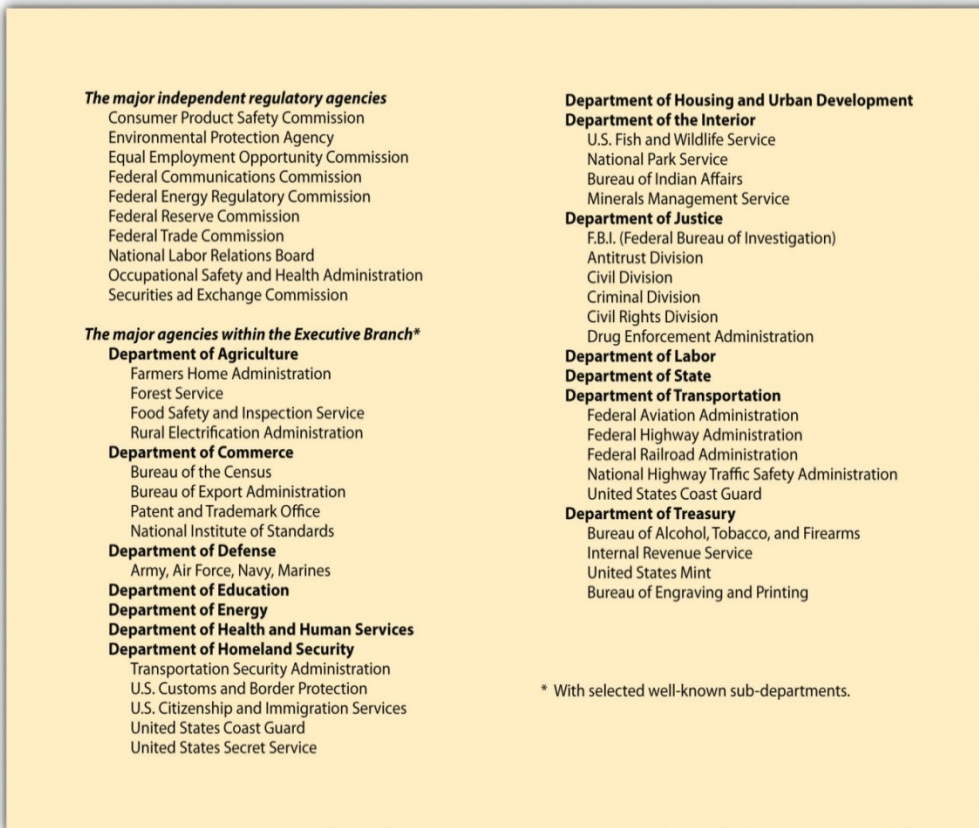 The major independent regulatory agencies
Consumer Product Safety Commission
Environmental Protection Agency
Equal Employment Opportunity Commission
Federal Communications Commission
Federal Energy Regulatory Commission
Federal Reserve Commission
Federal Trade Commission
National Labor Relations Board
Occupational Safety and Health Administration
Securities ad Exchange Commission
The major agencies within the Executive Branch*
Department of Agriculture
Farmers Home Administration
Forest Service
Food Safety and Inspection Service
Rural Electrification Administration
Department of Commerce
Bureau of the Census
Bureau of Export Administration
Patent and Trademark Office
National Institute of Standards
Department of Defense
Army, Air Force, Navy, Marines
Department of Education
Department of Energy
Department of Health and Human Services
Department of Homeland Security
Transportation Security Administration
U.S. Customs and Border Protection
U.S. Citizenship and Immigration Services
United States Coast Guard
United States Secret Service
Department of Housing and Urban Development
Department of the Interior
U.S. Fish and Wildlife Service
National Park Service
Bureau of Indian Affairs
Minerals Management Service
Department of Justice
F.B.I. (Federal Bureau of Investigation)
Antitrust Division
Civil Division
Criminal Division
Civil Rights Division
Drug Enforcement Administration
Department of Labor
Department of State
Department of Transportation
Federal Aviation Administration
Federal Highway Administration
Federal Railroad Administration
National Highway Traffic Safety Administration
United States Coast Guard
Department of Treasury
Bureau of Alcohol, Tobacco, and Firearms
Internal Revenue Service
United States Mint
Bureau of Engraving and Printing
* With selected well-known sub-departments.